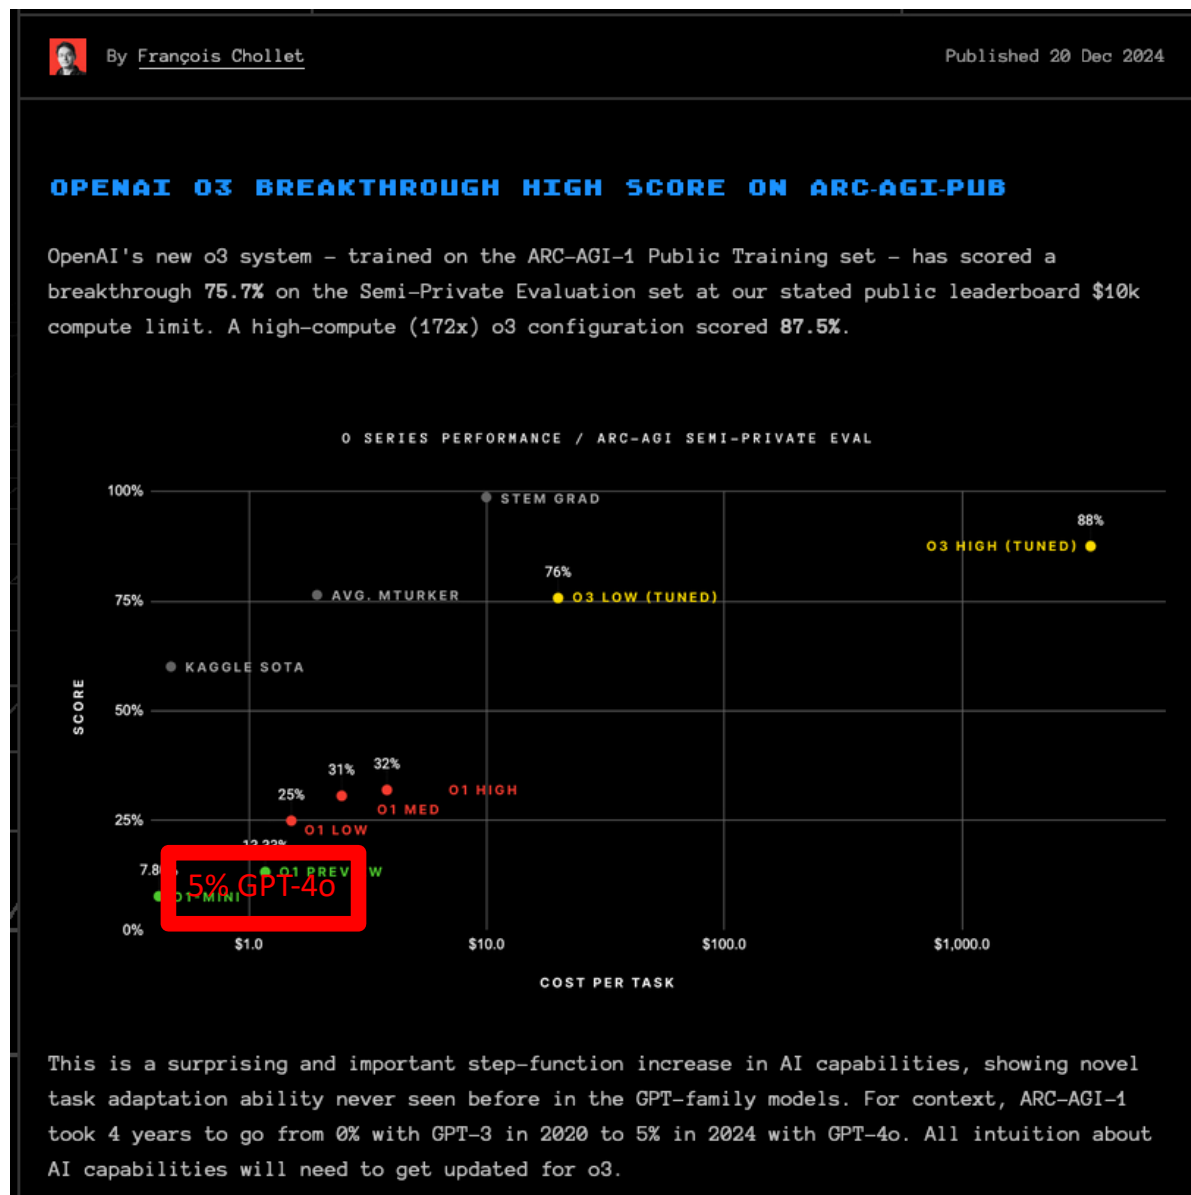 By François Chollet
Published 20 Dec 2024
OPENAI O3 BREAKTHROUGH HIGH SCORE ON ARC-AGI-PUB
OpenAI's new o3 system – trained on the ARC-AGI-1 Public Training set – has scored a
breakthrough 75.7% on the Semi-Private Evaluation set at our stated public leaderboard $10k
compute limit. A high-compute (172x) o3 configuration scored 87.5%.
O SERIES PERFORMANCE / ARC-AGI SEMI-PRIVATE EVAL
100%
STEM GRAD
88%
O3 HIGH (TUNED)
76%
75%
AVG. MTURKER
O3 LOW (TUNED)
KAGGLE SOTA
SCORE
50%
31%
32%
25%
O1 HIGH
O1 MED
25%
O1 LOW
O1 PREVIEW
5% GPT-4o
O1-MINI
0%
$1.0
$10.0
$100.0
$1,000.0
COST PER TASK
This is a surprising and important step-function increase in AI capabilities, showing novel
task adaptation ability never seen before in the GPT-family models. For context, ARC-AGI-1
took 4 years to go from 0% with GPT-3 in 2020 to 5% in 2024 with GPT-4o. All intuition about
AI capabilities will need to get updated for o3.